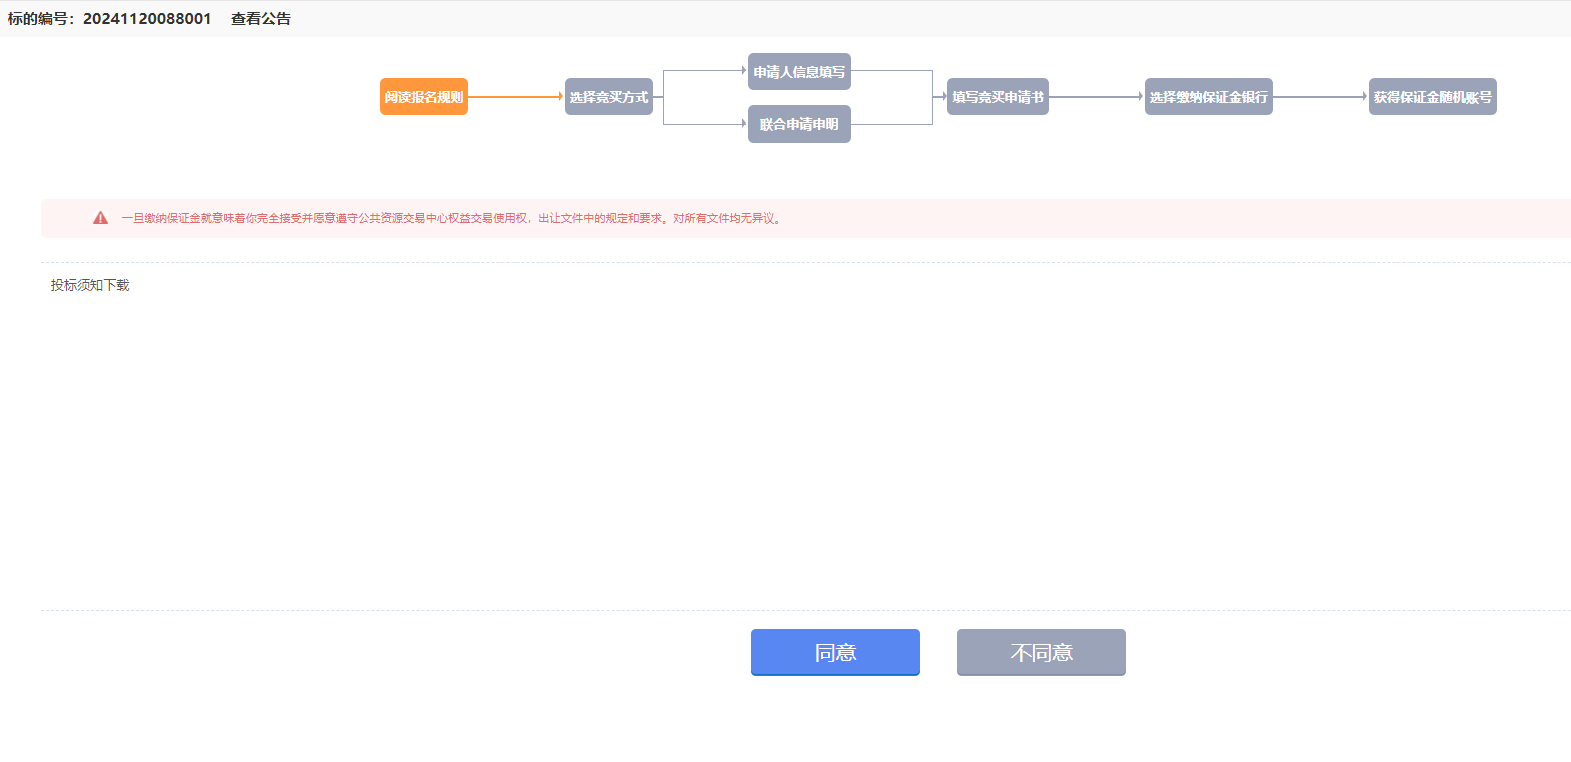 标的编号：20241120088001 查看公告
申请人信息填写
阅读报名规则 选择竞买方式 填写竞买申请书 选择缴纳保证金银行 获得保证金随机账号
联合申请申明
一旦缴纳保证金就意味着你完全接受并愿意遵守公共资源交易中心权益交易使用权，出让文件中的规定和要求。对所有文件均无异议。
投标须知下载
同意 不同意